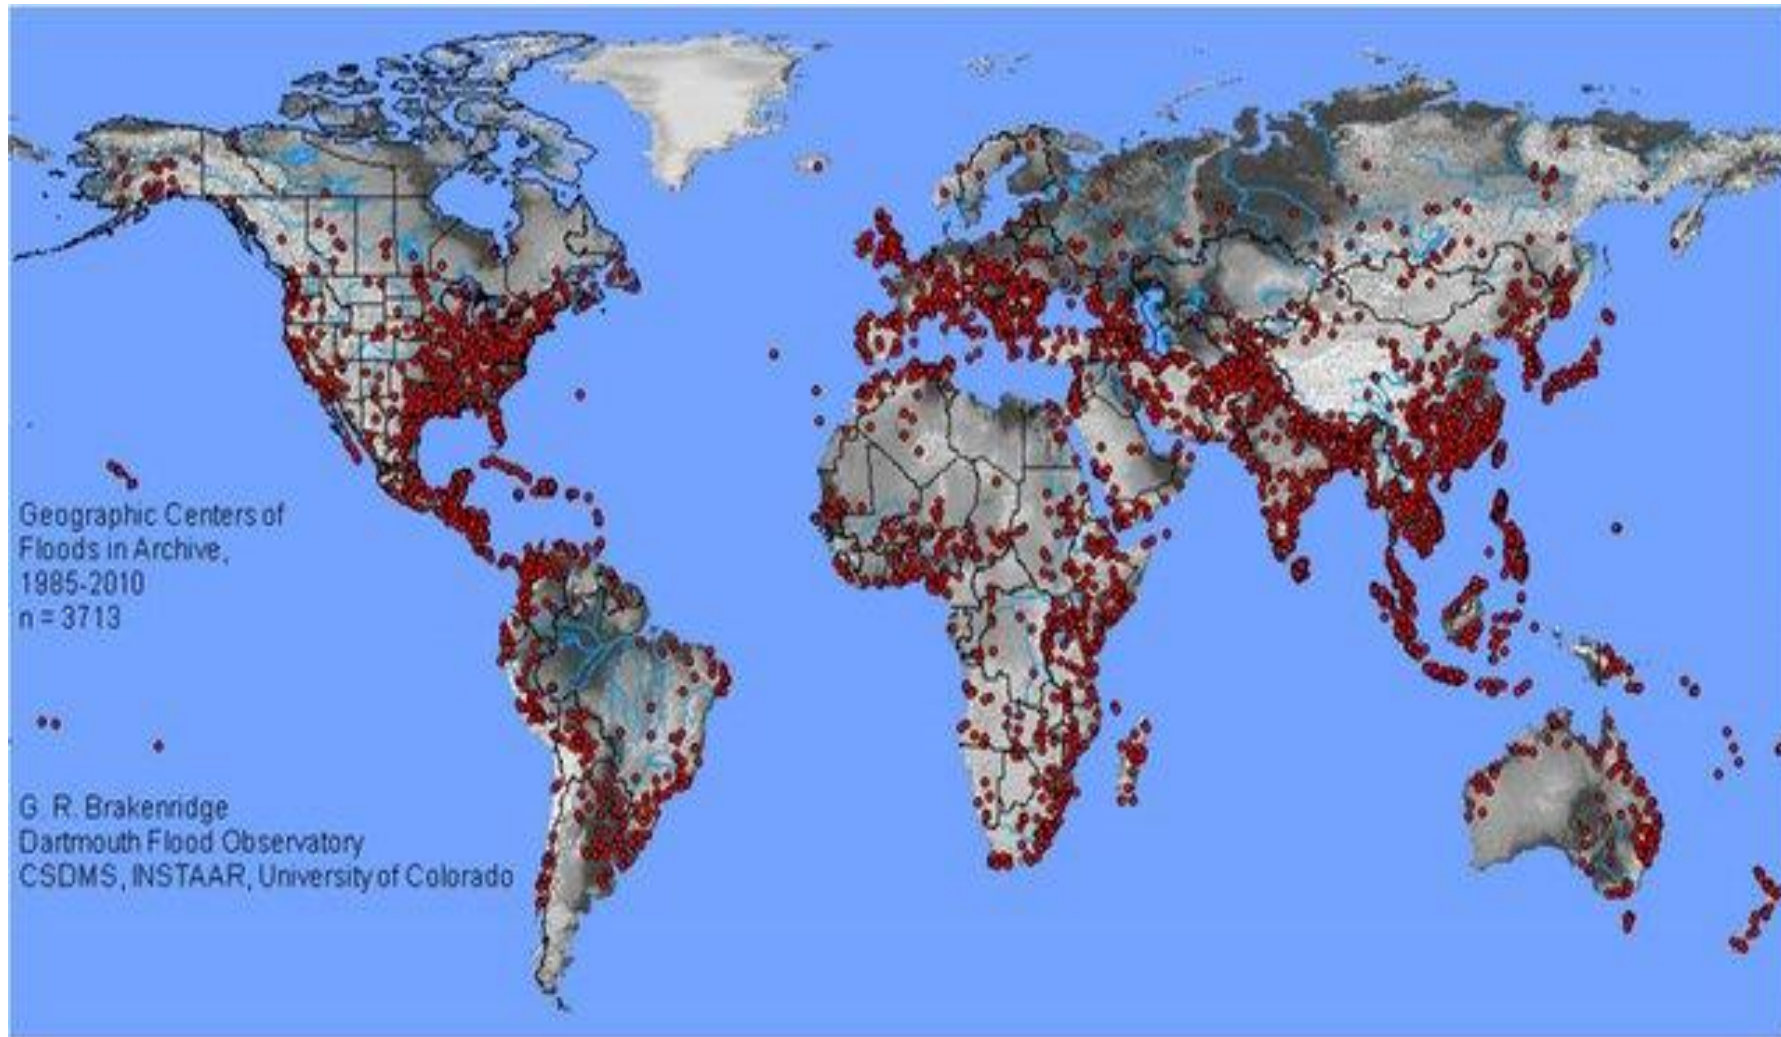 Geographic Centers of
Floods in Archive,
1985-2010
n = 3713
G R. Brakenridge
Dartmouth Flood Observatory
CSDMS, INSTAAR, University of Colorado